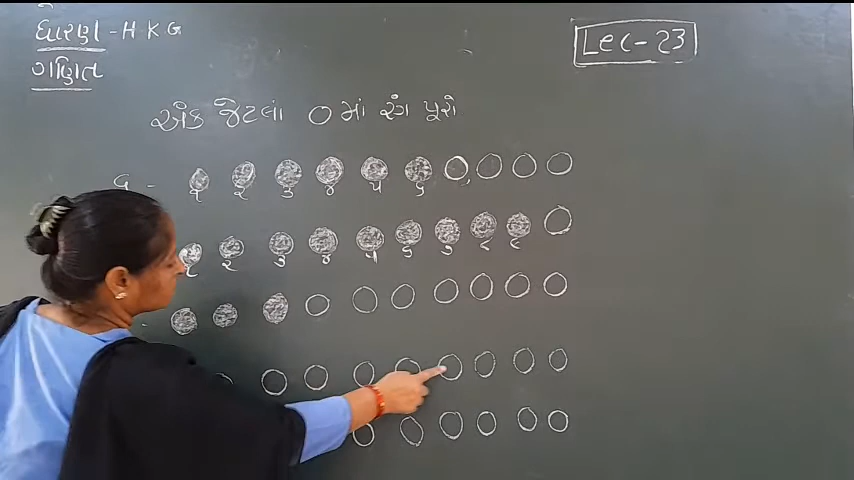 ધોરણ - H K G
Lec - 23
ગણિત
અંક જેટલાં ○ માં રંગ પૂરો
૬ -
૧ ૨ ૩ ૪ ૫ ૬
૨ ૩ ૪ ૫ ૬ ૭ ૮ ૯